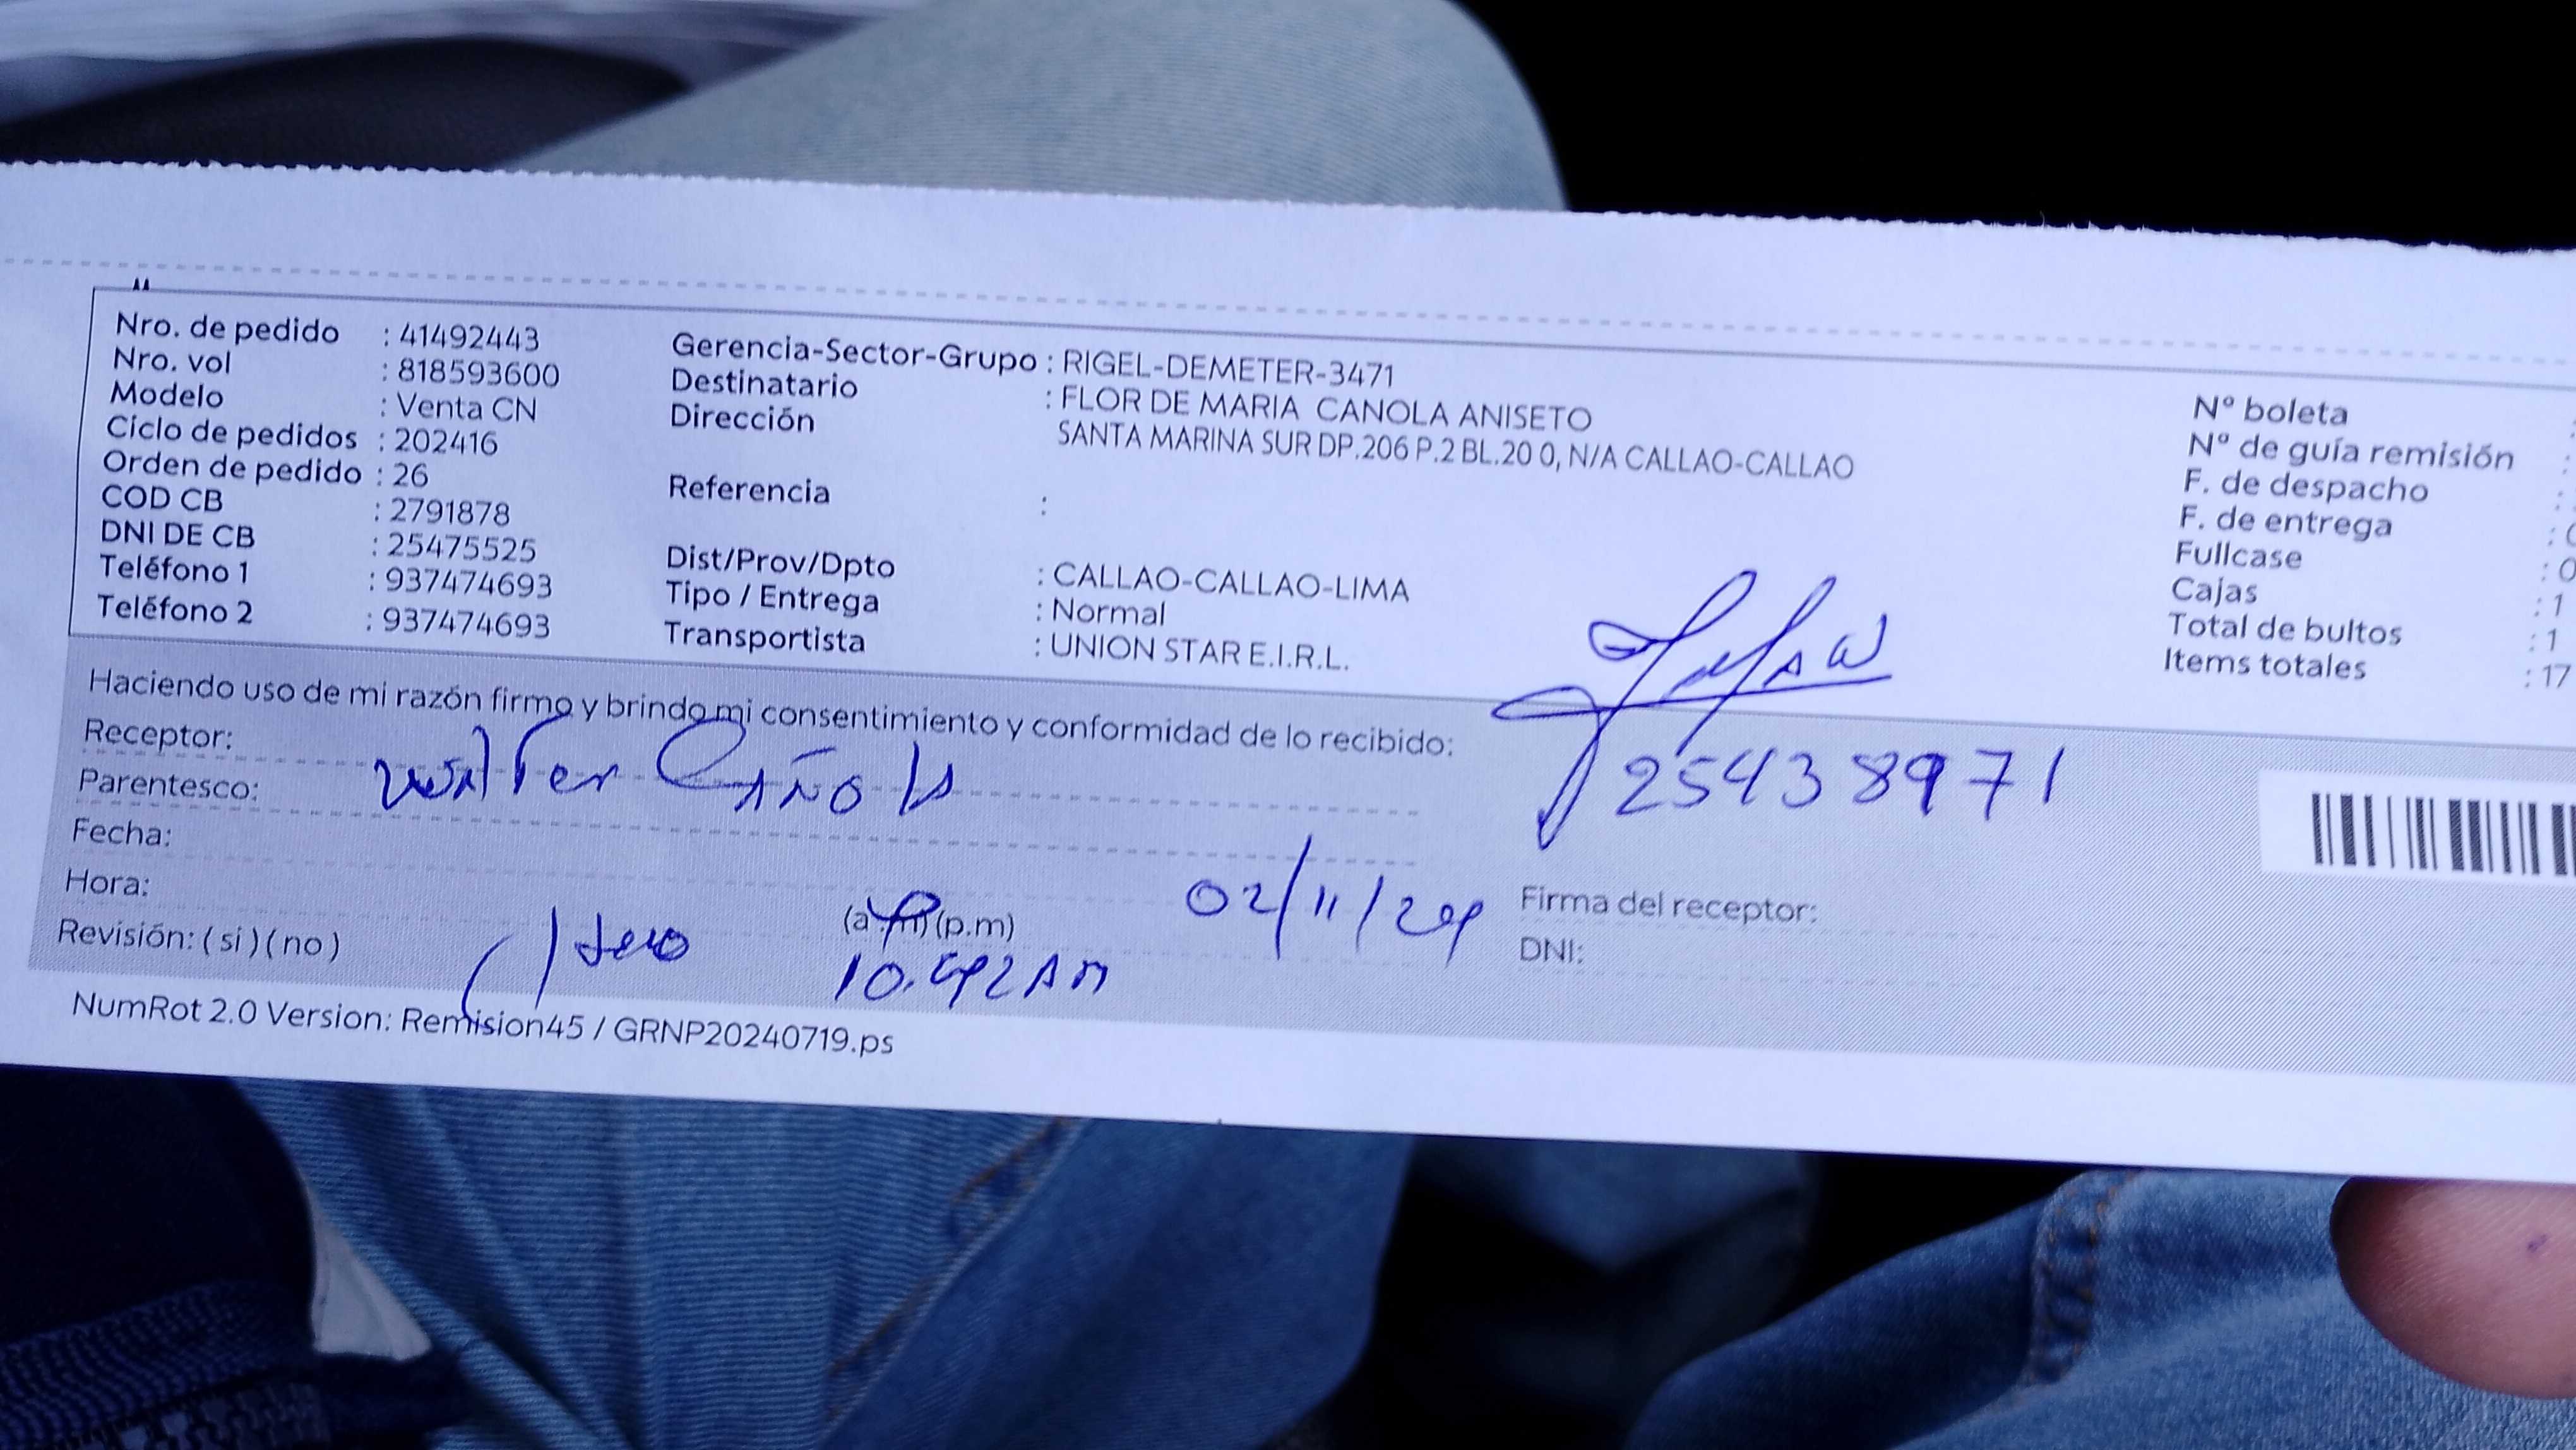 Nro. de pedido : 41492443
Nro. vol : 818593600
Modelo : Venta CN
Ciclo de pedidos : 202416
Orden de pedido : 26
COD CB : 2791878
DNI DE CB : 25475525
Teléfono 1 : 937474693
Teléfono 2 : 937474693
Gerencia-Sector-Grupo : RIGEL-DEMETER-3471
Destinatario : FLOR DE MARIA CANOLA ANISETO
Dirección SANTA MARINA SUR DP.206 P.2 BL.20 0, N/A CALLAO-CALLAO
Referencia :
Dist/Prov/Dpto : CALLAO-CALLAO-LIMA
Tipo / Entrega : Normal
Transportista : UNION STAR E.I.R.L.
Nº boleta :
Nº de guía remisión :
F. de despacho :
F. de entrega :
Fullcase :
Cajas : 1
Total de bultos : 1
Items totales : 17
Haciendo uso de mi razón firmo y brindo mi consentimiento y conformidad de lo recibido:
Receptor:
Parentesco:
Fecha: 02/11/24
Hora: (a.m)(p.m)
10.42 AM
Revisión: ( si ) ( no )
25438971
Firma del receptor:
DNI:
NumRot 2.0 Version: Remision45 / GRNP20240719.ps